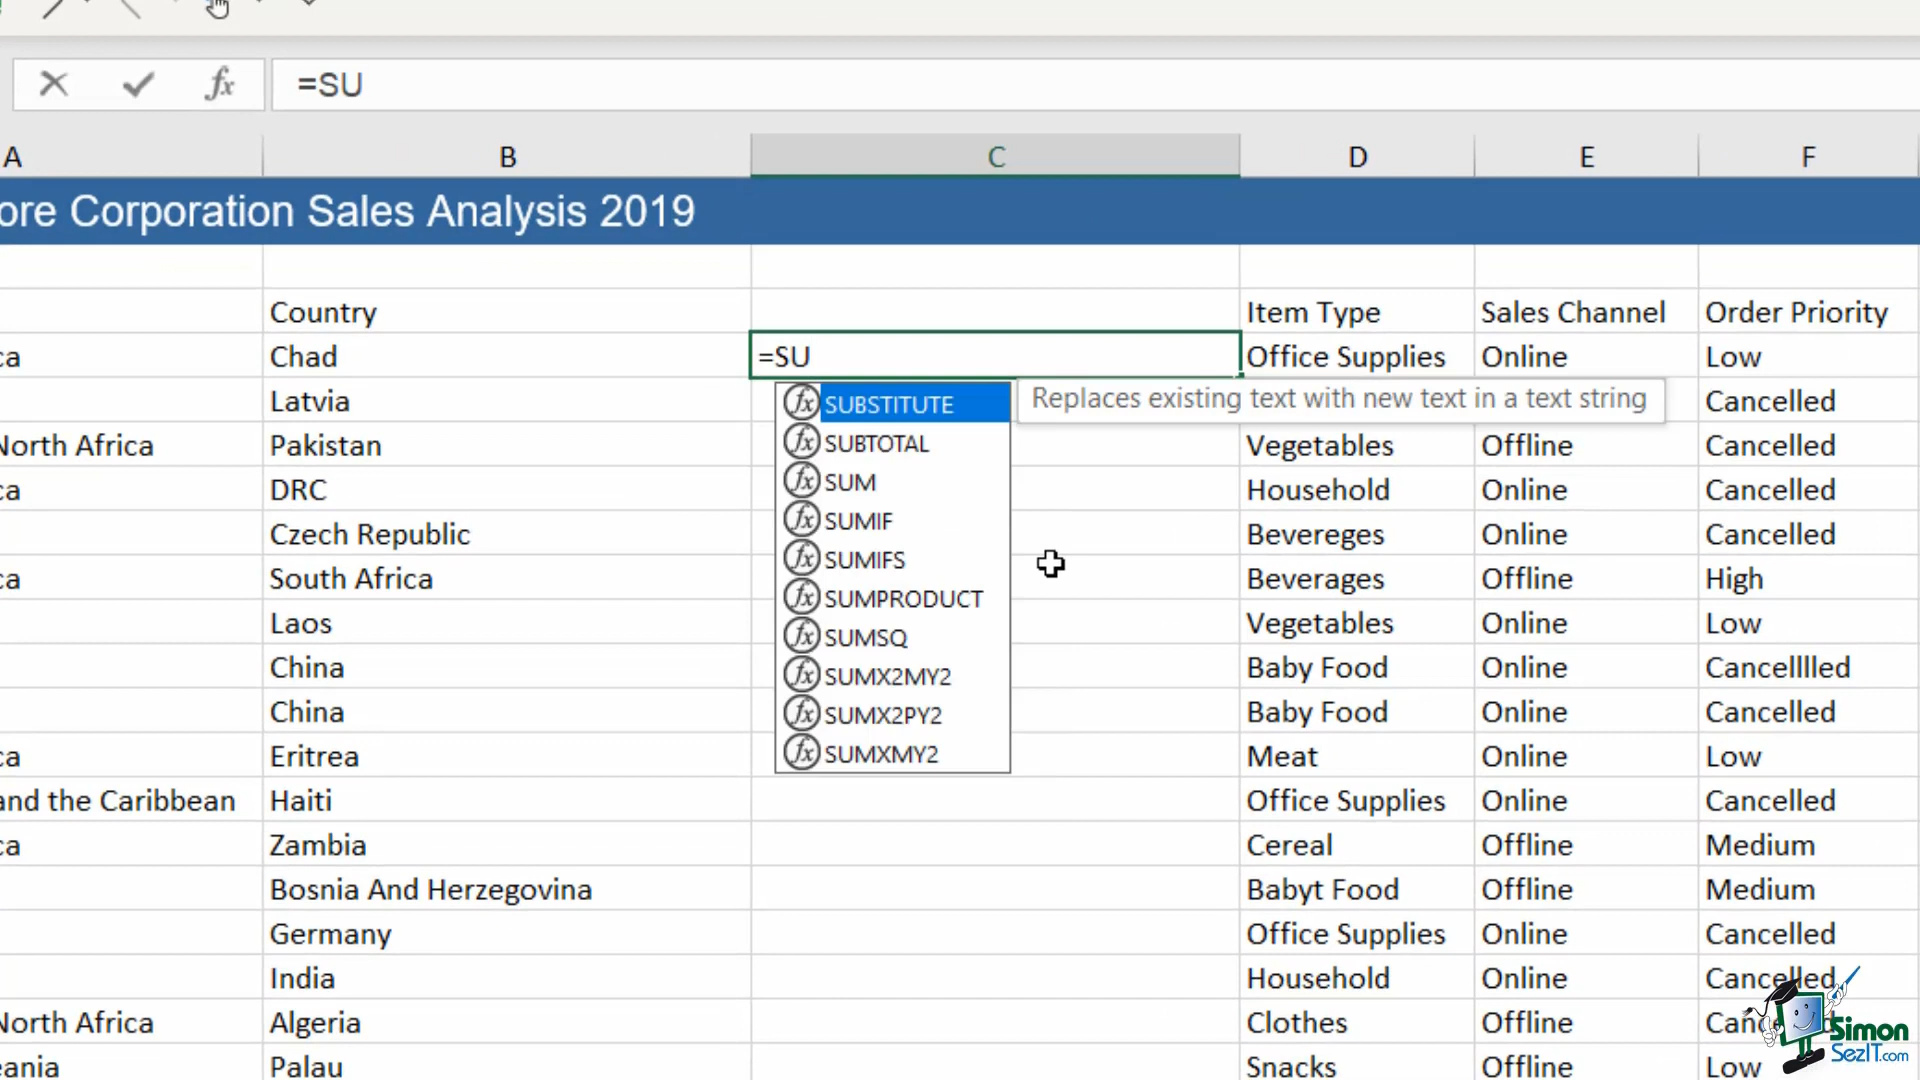 =SU
A B C D E F
ore Corporation Sales Analysis 2019
Country Item Type Sales Channel Order Priority
ca Chad =SU Office Supplies Online Low
Latvia SUBSTITUTE Replaces existing text with new text in a text string Cancelled
North Africa Pakistan SUBTOTAL Vegetables Offline Cancelled
ca DRC SUM Household Online Cancelled
Czech Republic SUMIF Bevereges Online Cancelled
ca South Africa SUMIFS Beverages Offline High
Laos SUMPRODUCT Vegetables Online Low
China SUMSQ Baby Food Online Cancelllled
China SUMX2MY2 Baby Food Online Cancelled
ca Eritrea SUMX2PY2 Meat Online Low
and the Caribbean Haiti SUMXMY2 Office Supplies Online Cancelled
ca Zambia Cereal Offline Medium
Bosnia And Herzegovina Babyt Food Offline Medium
Germany Office Supplies Online Cancelled
India Household Online Cancelled
North Africa Algeria Clothes Offline
eania Palau Snacks Offline Low
Simon
SezIT.com